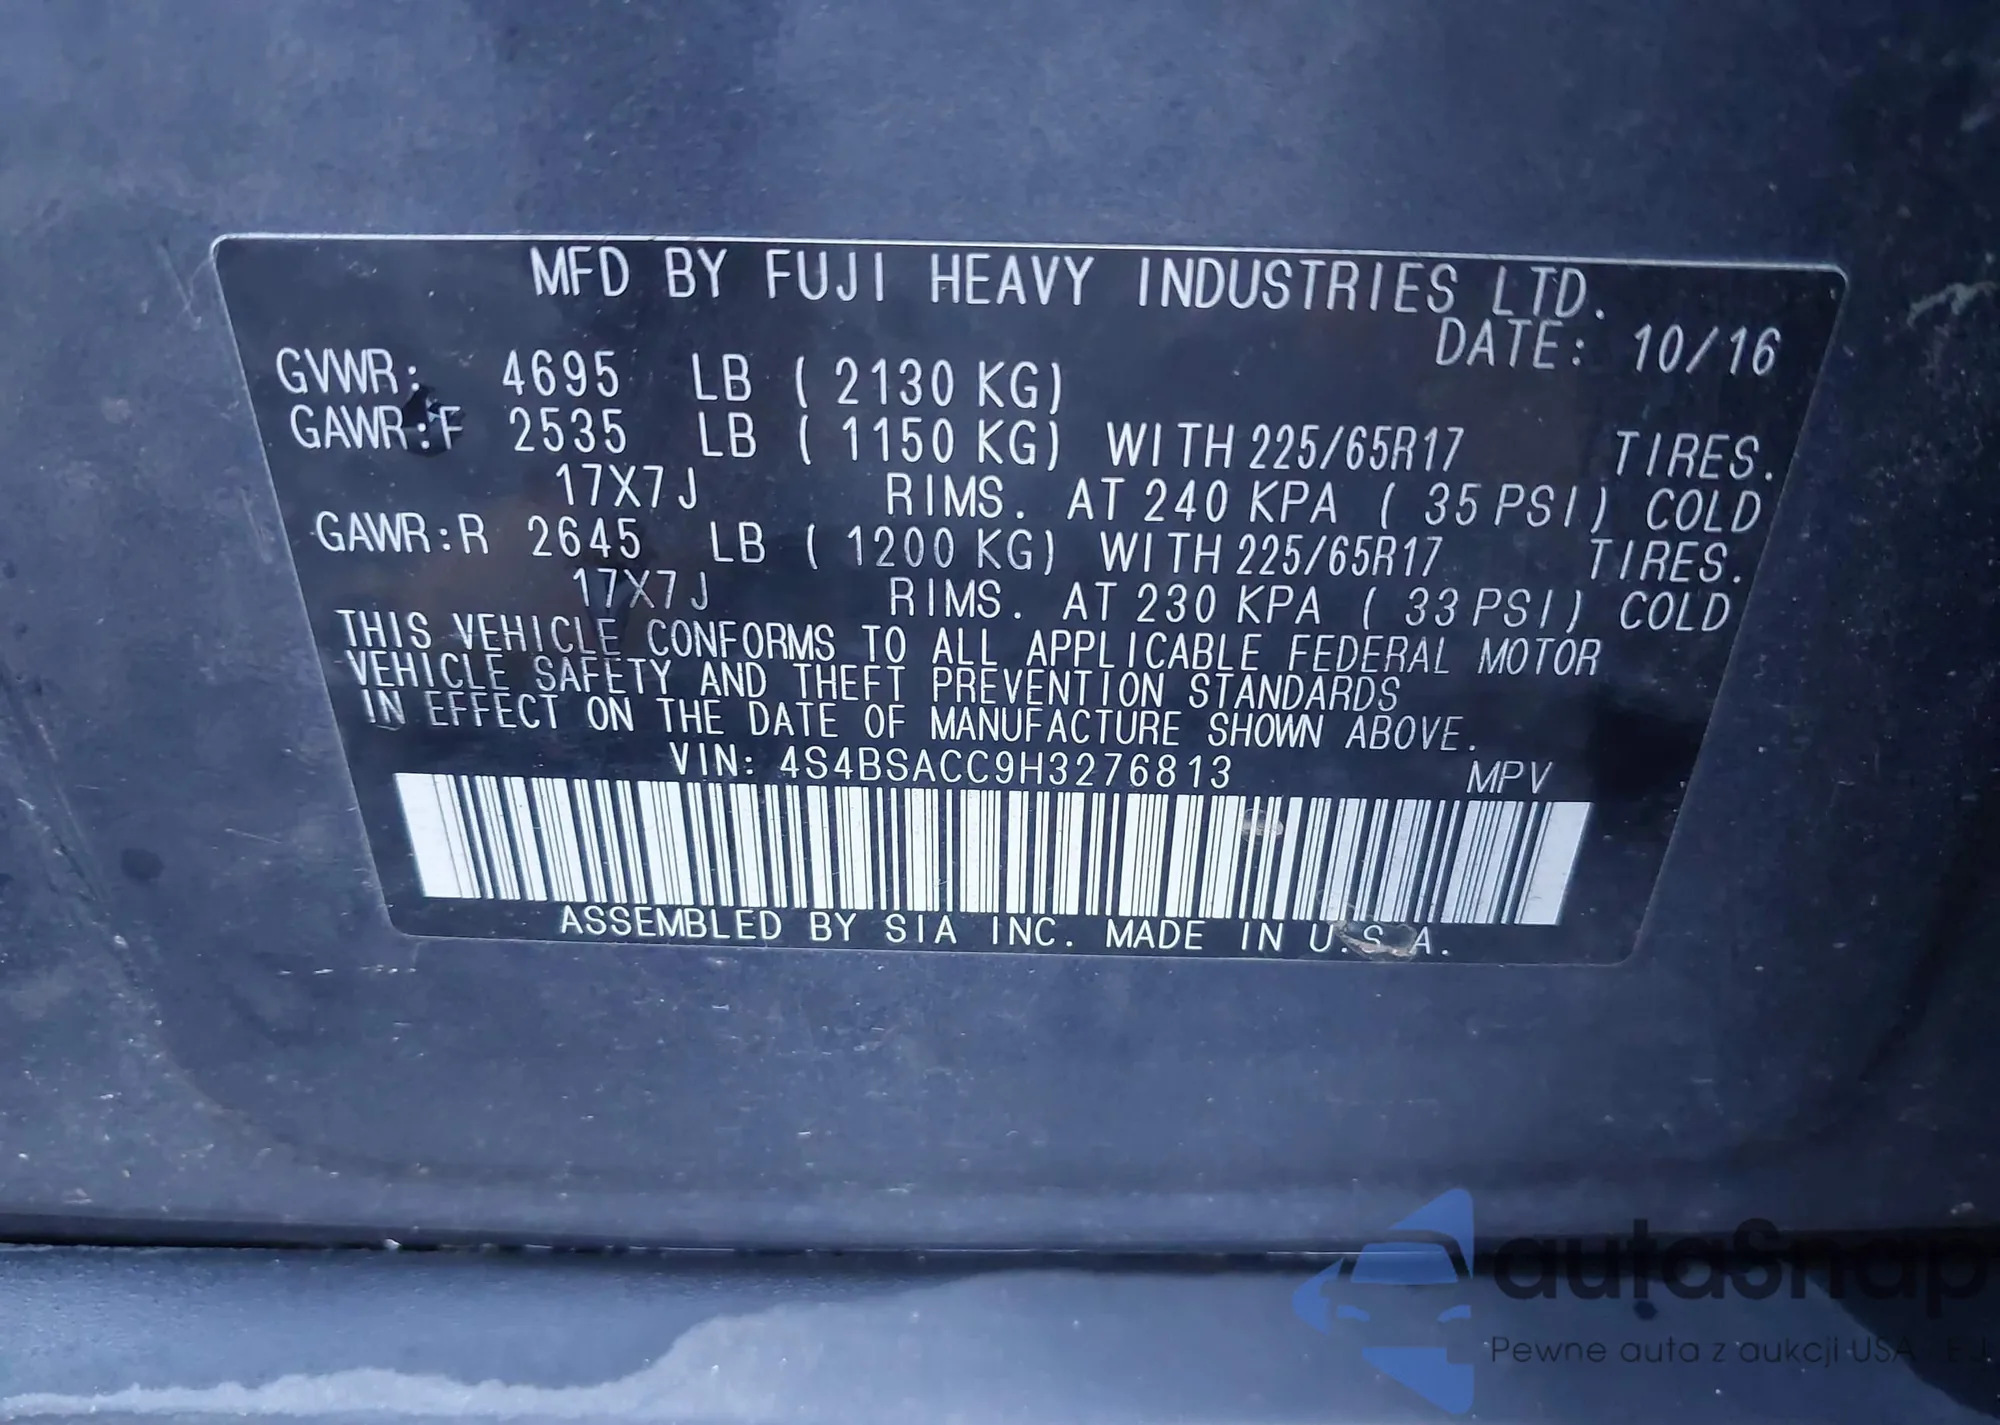 MFD BY FUJI HEAVY INDUSTRIES LTD.
DATE: 10/16
GVWR: 4695 LB ( 2130 KG)
GAWR:F 2535 LB ( 1150 KG) WITH 225/65R17 TIRES.
17X7J RIMS. AT 240 KPA ( 35 PSI) COLD
GAWR:R 2645 LB ( 1200 KG) WITH 225/65R17 TIRES.
17X7J RIMS. AT 230 KPA ( 33 PSI) COLD
THIS VEHICLE CONFORMS TO ALL APPLICABLE FEDERAL MOTOR
VEHICLE SAFETY AND THEFT PREVENTION STANDARDS
IN EFFECT ON THE DATE OF MANUFACTURE SHOWN ABOVE.
VIN: 4S4BSACC9H3276813 MPV
ASSEMBLED BY SIA INC. MADE IN U.S.A.
autaSnap
Pewne auta z aukcji USA